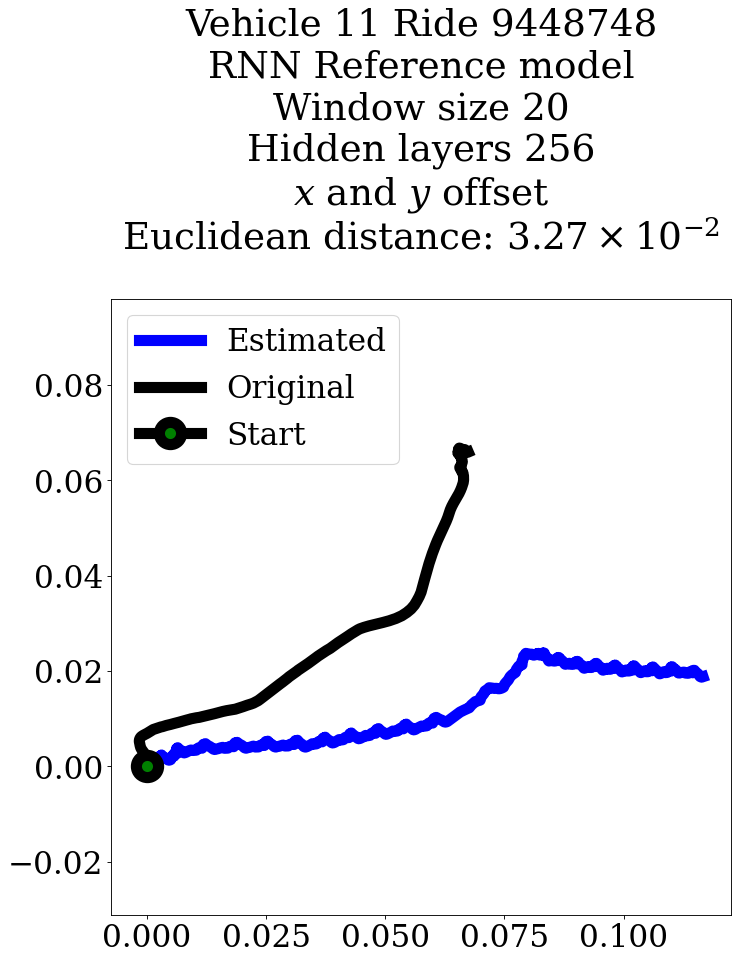 Vehicle 11 Ride 9448748
RNN Reference model
Window size 20
Hidden layers 256
x and y offset
Euclidean distance: 3.27 × 10⁻²
Estimated
Original
Start
0.08
0.06
0.04
0.02
0.00
−0.02
0.000 0.025 0.050 0.075 0.100